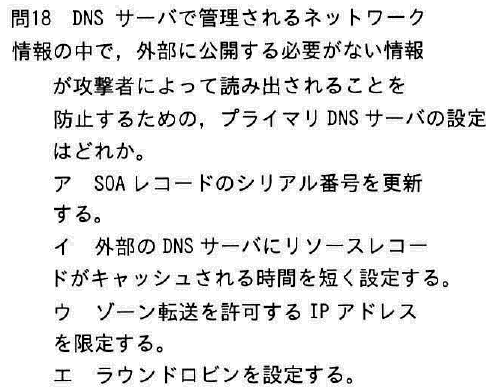 問18 DNS サーバで管理されるネットワーク
情報の中で，外部に公開する必要がない情報
が攻撃者によって読み出されることを
防止するための，プライマリ DNS サーバの設定
はどれか。
ア SOA レコードのシリアル番号を更新
する。
イ 外部の DNS サーバにリソースレコー
ドがキャッシュされる時間を短く設定する。
ウ ゾーン転送を許可する IP アドレス
を限定する。
エ ラウンドロビンを設定する。